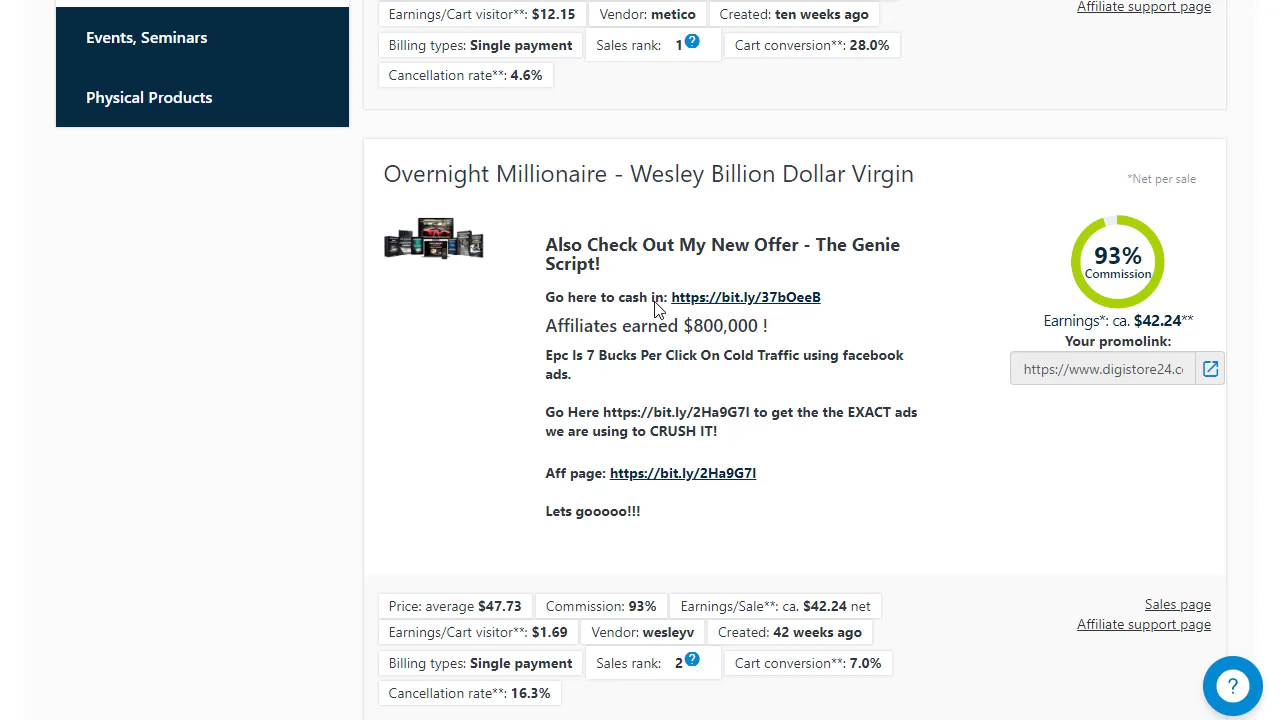 Events, Seminars
Physical Products
Earnings/Cart visitor**: $12.15 Vendor: metico Created: ten weeks ago
Affiliate support page
Billing types: Single payment Sales rank: 1 ? Cart conversion**: 28.0%
Cancellation rate**: 4.6%
Overnight Millionaire - Wesley Billion Dollar Virgin
*Net per sale
Also Check Out My New Offer - The Genie
Script!
Go here to cash in: https://bit.ly/37bOeeB
Affiliates earned $800,000 !
Epc Is 7 Bucks Per Click On Cold Traffic using facebook
ads.
Go Here https://bit.ly/2Ha9G7I to get the the EXACT ads
we are using to CRUSH IT!
Aff page: https://bit.ly/2Ha9G7I
Lets gooooo!!!
93%
Commission
Earnings*: ca. $42.24**
Your promolink:
https://www.digistore24.c
Price: average $47.73 Commission: 93% Earnings/Sale**: ca. $42.24 net
Sales page
Earnings/Cart visitor**: $1.69 Vendor: wesleyv Created: 42 weeks ago
Affiliate support page
Billing types: Single payment Sales rank: 2 ? Cart conversion**: 7.0%
Cancellation rate**: 16.3%
?